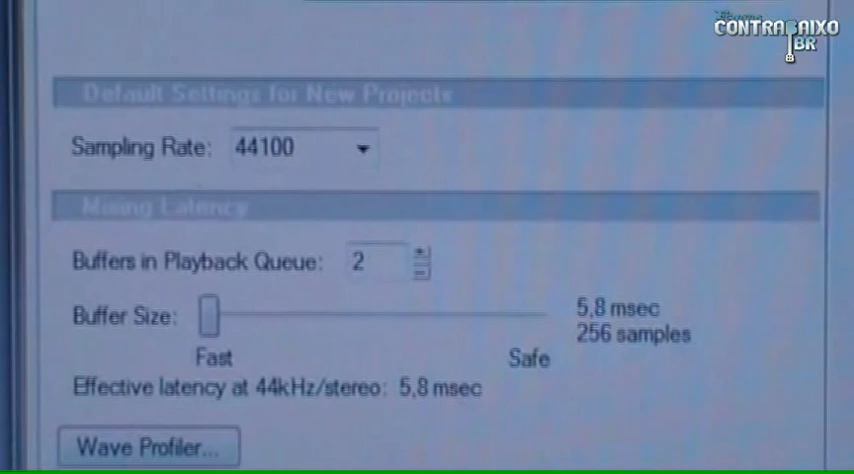 CONTRABAIXO
BR
Default Settings for New Projects
Sampling Rate: 44100
Mixing Latency
Buffers in Playback Queue: 2
Buffer Size:
5,8 msec
256 samples
Fast Safe
Effective latency at 44kHz/stereo: 5,8 msec
Wave Profiler...